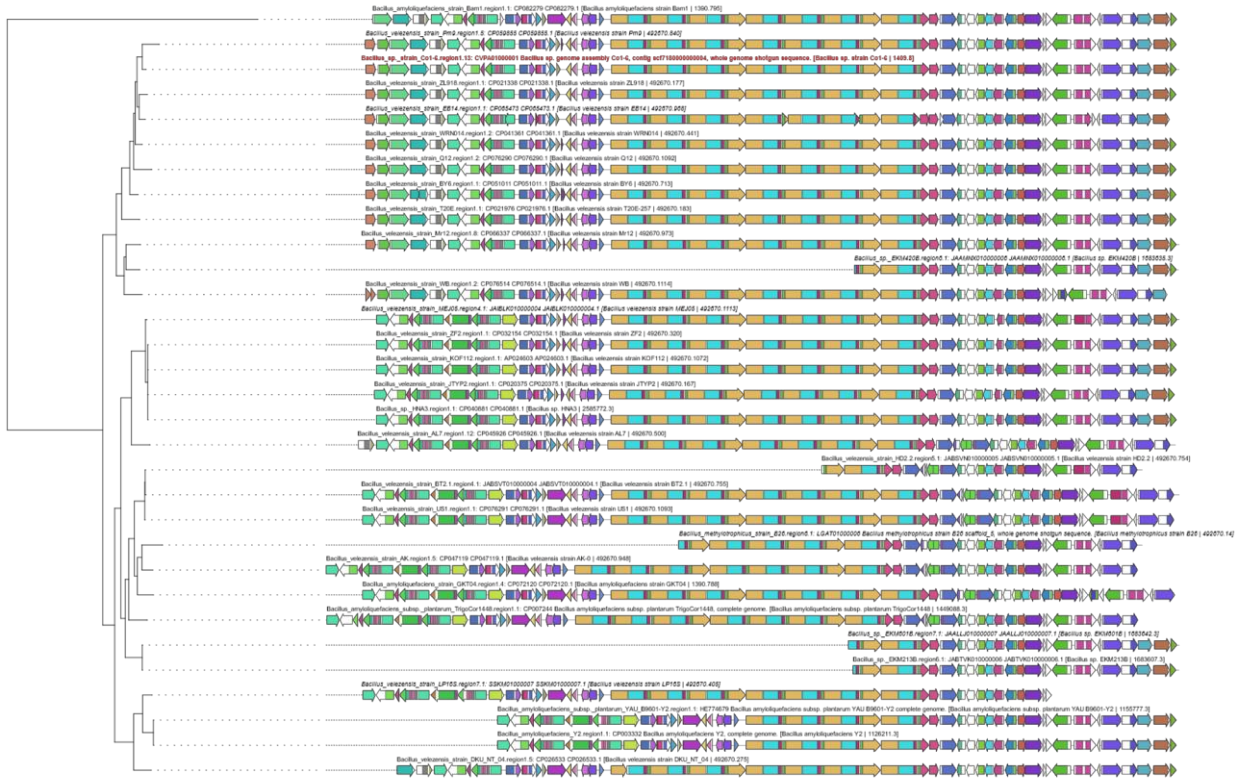 Bacillus_amyloliquefaciens_strain_Bam1.region1.1: CP082279 CP082279.1 [Bacillus amyloliquefaciens strain Bam1 | 1390.795]
Bacillus_velezensis_strain_Pm9.region1.8: [Bacillus velezensis strain Pm9 | 492670.840]
Bacillus_sp._strain_Co1-6.region1.13: CVPA01000001 Bacillus sp. genome assembly Co1-6, contig whole genome shotgun sequence. [Bacillus sp. strain Co1-6 | 1409.8]
Bacillus_velezensis_strain_ZL918.region1.1: CP021338 CP021338.1 [Bacillus velezensis strain ZL918 | 492670.177]
Bacillus_velezensis_strain_EB14.region1.1: CP065473 CP065473.1 [Bacillus velezensis strain EB14 | 492670.958]
Bacillus_velezensis_strain_WRN014.region1.2: CP041361 CP041361.1 [Bacillus velezensis strain WRN014 | 492670.441]
Bacillus_velezensis_strain_Q12.region1.2: CP076290 CP076290.1 [Bacillus velezensis strain Q12 | 492670.1092]
Bacillus_velezensis_strain_BY6.region1.1: CP051011 CP051011.1 [Bacillus velezensis strain BY6 | 492670.713]
Bacillus_velezensis_strain_T20E.region1.1: CP021976 CP021976.1 [Bacillus velezensis strain T20E-257 | 492670.183]
Bacillus_velezensis_strain_Mr12.region1.8: CP066337 CP066337.1 [Bacillus velezensis strain Mr12 | 492670.973]
Bacillus_sp._EKM420B.region6.1: JAAMNX010000006 JAAMNX010000006.1 [Bacillus sp. EKM420B | 1683638.3]
Bacillus_velezensis_strain_WB.region1.2: CP076514 CP076514.1 [Bacillus velezensis strain WB | 492670.1114]
Bacillus_velezensis_strain_MEJ06.region4.1: JAIBLK010000004 JAIBLK010000004.1 [Bacillus velezensis strain MEJ06 | 492670.1113]
Bacillus_velezensis_strain_ZF2.region1.1: CP032154 CP032154.1 [Bacillus velezensis strain ZF2 | 492670.320]
Bacillus_velezensis_strain_KOF112.region1.1: AP024603 AP024603.1 [Bacillus velezensis strain KOF112 | 492670.1072]
Bacillus_velezensis_strain_JTYP2.region1.1: CP020375 CP020375.1 [Bacillus velezensis strain JTYP2 | 492670.167]
Bacillus_sp._HNA3.region1.1: CP040881 CP040881.1 [Bacillus sp. HNA3 | 2585772.3]
Bacillus_velezensis_strain_AL7.region1.12: CP045926 CP045926.1 [Bacillus velezensis strain AL7 | 492670.500]
Bacillus_velezensis_strain_HD2.2.region5.1: JABSVN010000005 JABSVN010000005.1 [Bacillus velezensis strain HD2.2 | 492670.754]
Bacillus_velezensis_strain_BT2.1.region4.1: JABSVT010000004 JABSVT010000004.1 [Bacillus velezensis strain BT2.1 | 492670.755]
Bacillus_velezensis_strain_US1.region1.1: CP076291 CP076291.1 [Bacillus velezensis strain US1 | 492670.1093]
Bacillus_methylotrophicus_strain_B26.region8.1: LGAT01000008 Bacillus methylotrophicus strain B26 whole genome shotgun sequence. [Bacillus methylotrophicus strain B26 | 492670.14]
Bacillus_velezensis_strain_AK.region1.5: CP047119 CP047119.1 [Bacillus velezensis strain AK-0 | 492670.948]
Bacillus_amyloliquefaciens_strain_GKT04.region1.4: CP072120 CP072120.1 [Bacillus amyloliquefaciens strain GKT04 | 1390.788]
Bacillus_amyloliquefaciens_subsp._plantarum_TrigoCor1448.region1.1: CP007244 Bacillus amyloliquefaciens subsp. plantarum TrigoCor1448, complete genome. [Bacillus amyloliquefaciens subsp. plantarum TrigoCor1448 | 1449088.3]
Bacillus_sp._EKM601B.region7.1: JAALLJ010000007 JAALLJ010000007.1 [Bacillus sp. EKM601B | 1683642.3]
Bacillus_sp._EKM213B.region6.1: JABTVK010000006 JABTVK010000006.1 [Bacillus sp. EKM213B | 1683607.3]
Bacillus_velezensis_strain_LP16S.region7.1: SSKM01000007 SSKM01000007.1 [Bacillus velezensis strain LP16S | 492670.408]
Bacillus_amyloliquefaciens_subsp._plantarum_YAU_B9601-Y2.region1.1: HE774679 Bacillus amyloliquefaciens subsp. plantarum YAU B9601-Y2 complete genome. [Bacillus amyloliquefaciens subsp. plantarum YAU B9601-Y2 | 1155777.3]
Bacillus_amyloliquefaciens_Y2.region1.1: CP003332 Bacillus amyloliquefaciens Y2, complete genome. [Bacillus amyloliquefaciens Y2 | 1126211.3]
Bacillus_velezensis_strain_DKU_NT_04.region1.5: CP026533 CP026533.1 [Bacillus velezensis strain DKU_NT_04 | 492670.275]